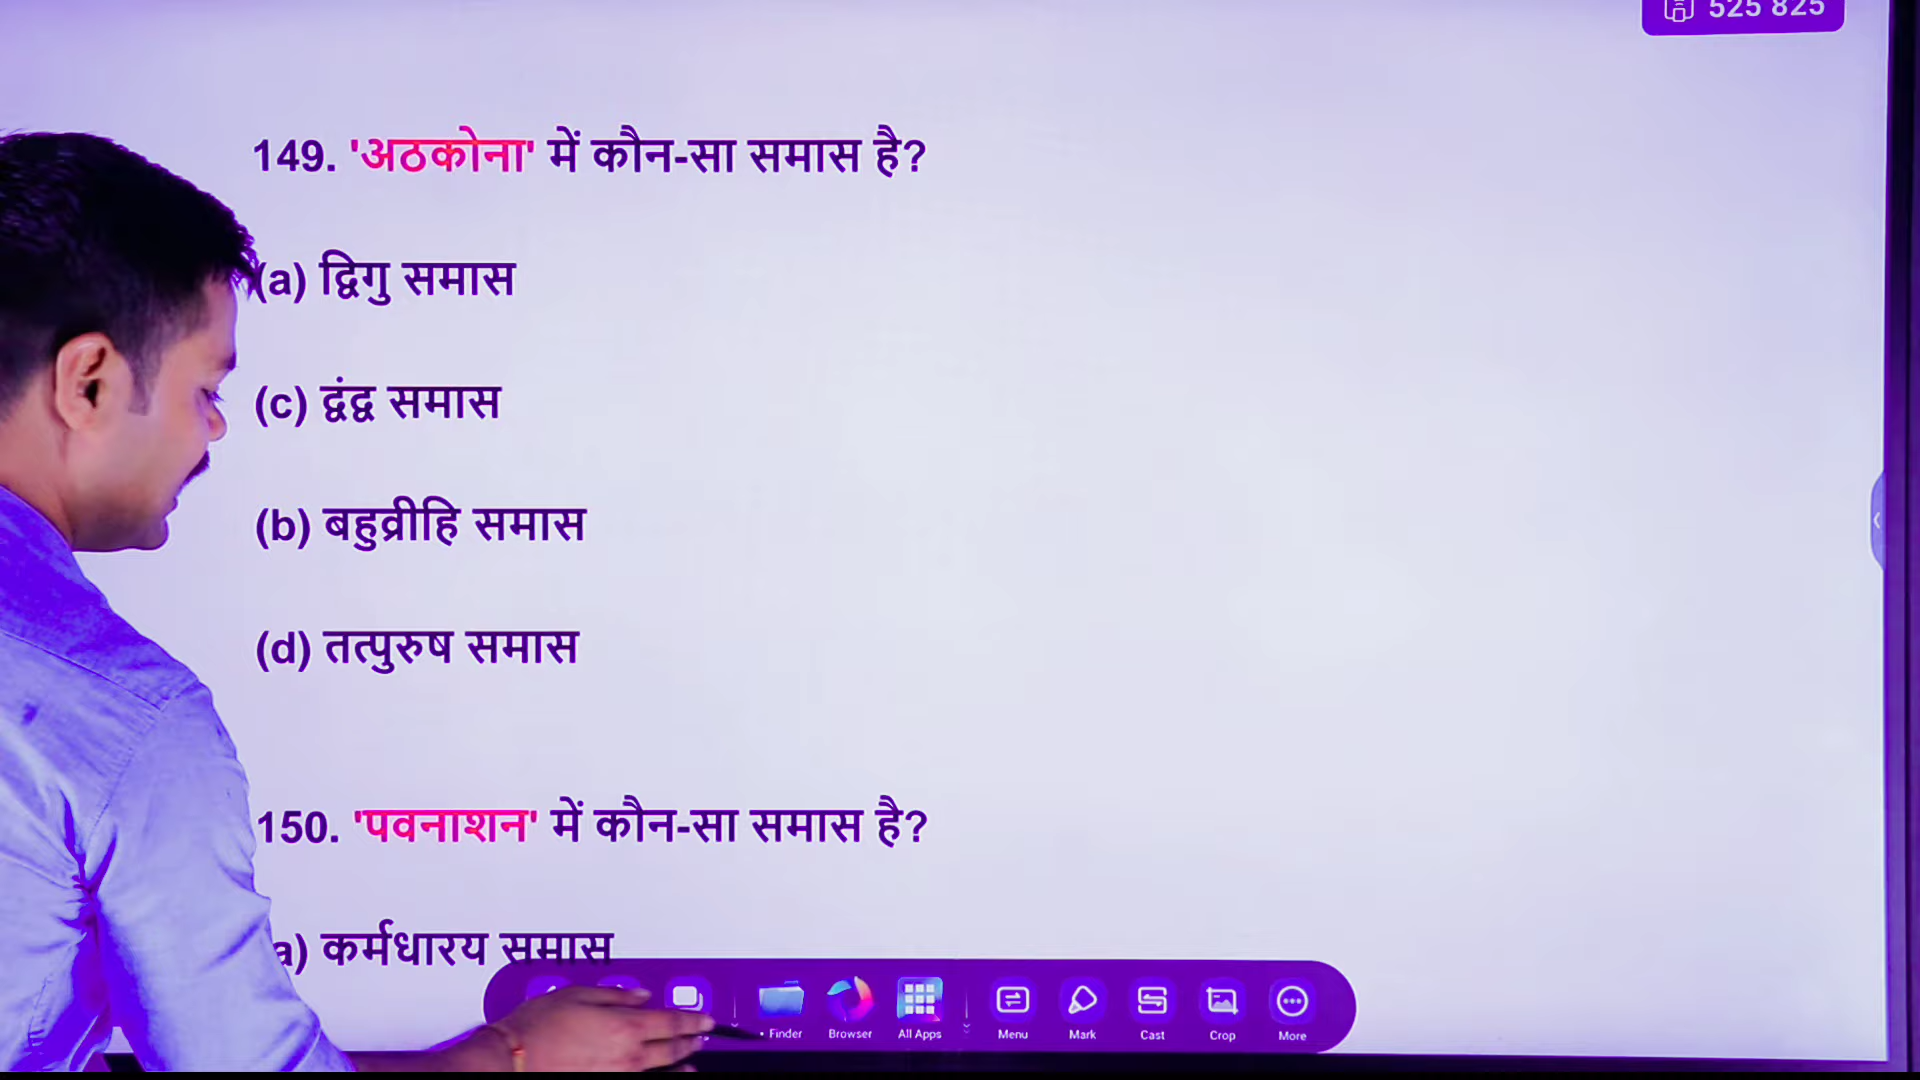 525 825
149. 'अठकोना' में कौन-सा समास है?
(a) द्विगु समास
(c) द्वंद्व समास
(b) बहुव्रीहि समास
(d) तत्पुरुष समास
150. 'पवनाशन' में कौन-सा समास है?
a) कर्मधारय समास
Finder Browser All Apps Menu Mark Cast Crop More